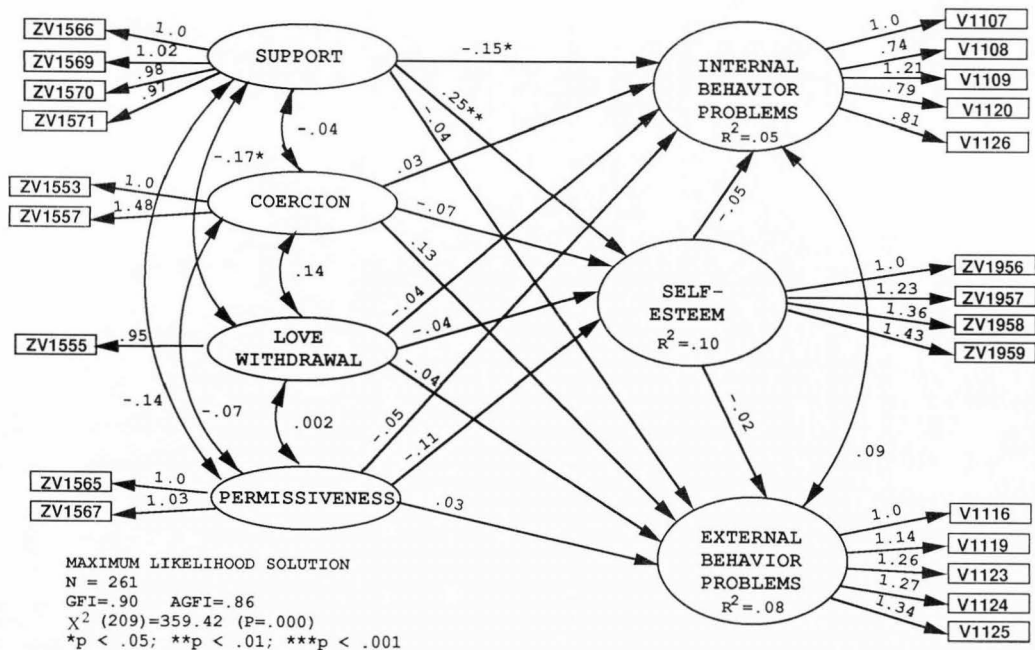 ZV1566
ZV1569
ZV1570
ZV1571
1.0
1.02
.98
.97
SUPPORT
-.15*
.25**
-.04
-.04
-.17*
ZV1553
ZV1557
1.0
1.48
COERCION
.03
-.07
.13
.14
ZV1555
.95
LOVE
WITHDRAWAL
-.04
-.04
-.04
-.14
-.07
.002
ZV1565
ZV1567
1.0
1.03
PERMISSIVENESS
-.05
-.11
.03
INTERNAL
BEHAVIOR
PROBLEMS
R²=.05
1.0
.74
1.21
.79
.81
V1107
V1108
V1109
V1120
V1126
-.05
SELF-
ESTEEM
R²=.10
1.0
1.23
1.36
1.43
ZV1956
ZV1957
ZV1958
ZV1959
-.02
.09
EXTERNAL
BEHAVIOR
PROBLEMS
R²=.08
1.0
1.14
1.26
1.27
1.34
V1116
V1119
V1123
V1124
V1125
MAXIMUM LIKELIHOOD SOLUTION
N = 261
GFI=.90 AGFI=.86
X² (209)=359.42 (P=.000)
*p < .05; **p < .01; ***p < .001